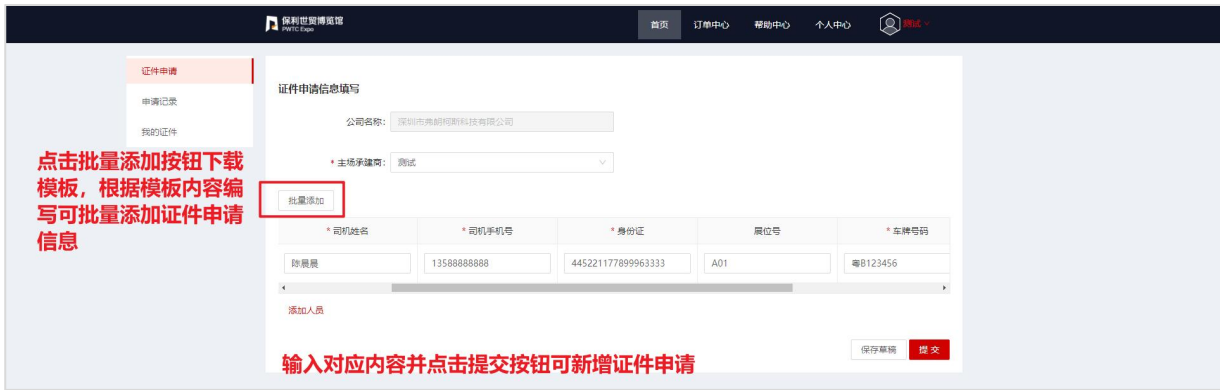 保利世贸博览馆
PWTC Expo
首页 订单中心 帮助中心 个人中心 测试
证件申请
申请记录
我的证件
证件申请信息填写
公司名称: 深圳市弗朗柯斯科技有限公司
* 主场承建商: 测试
点击批量添加按钮下载
模板，根据模板内容编
写可批量添加证件申请
信息
批量添加
* 司机姓名 * 司机手机号 * 身份证 展位号 * 车牌号码
陈晨晨 13588888888 445221177899963333 A01 粤B123456
添加人员
保存草稿 提 交
输入对应内容并点击提交按钮可新增证件申请